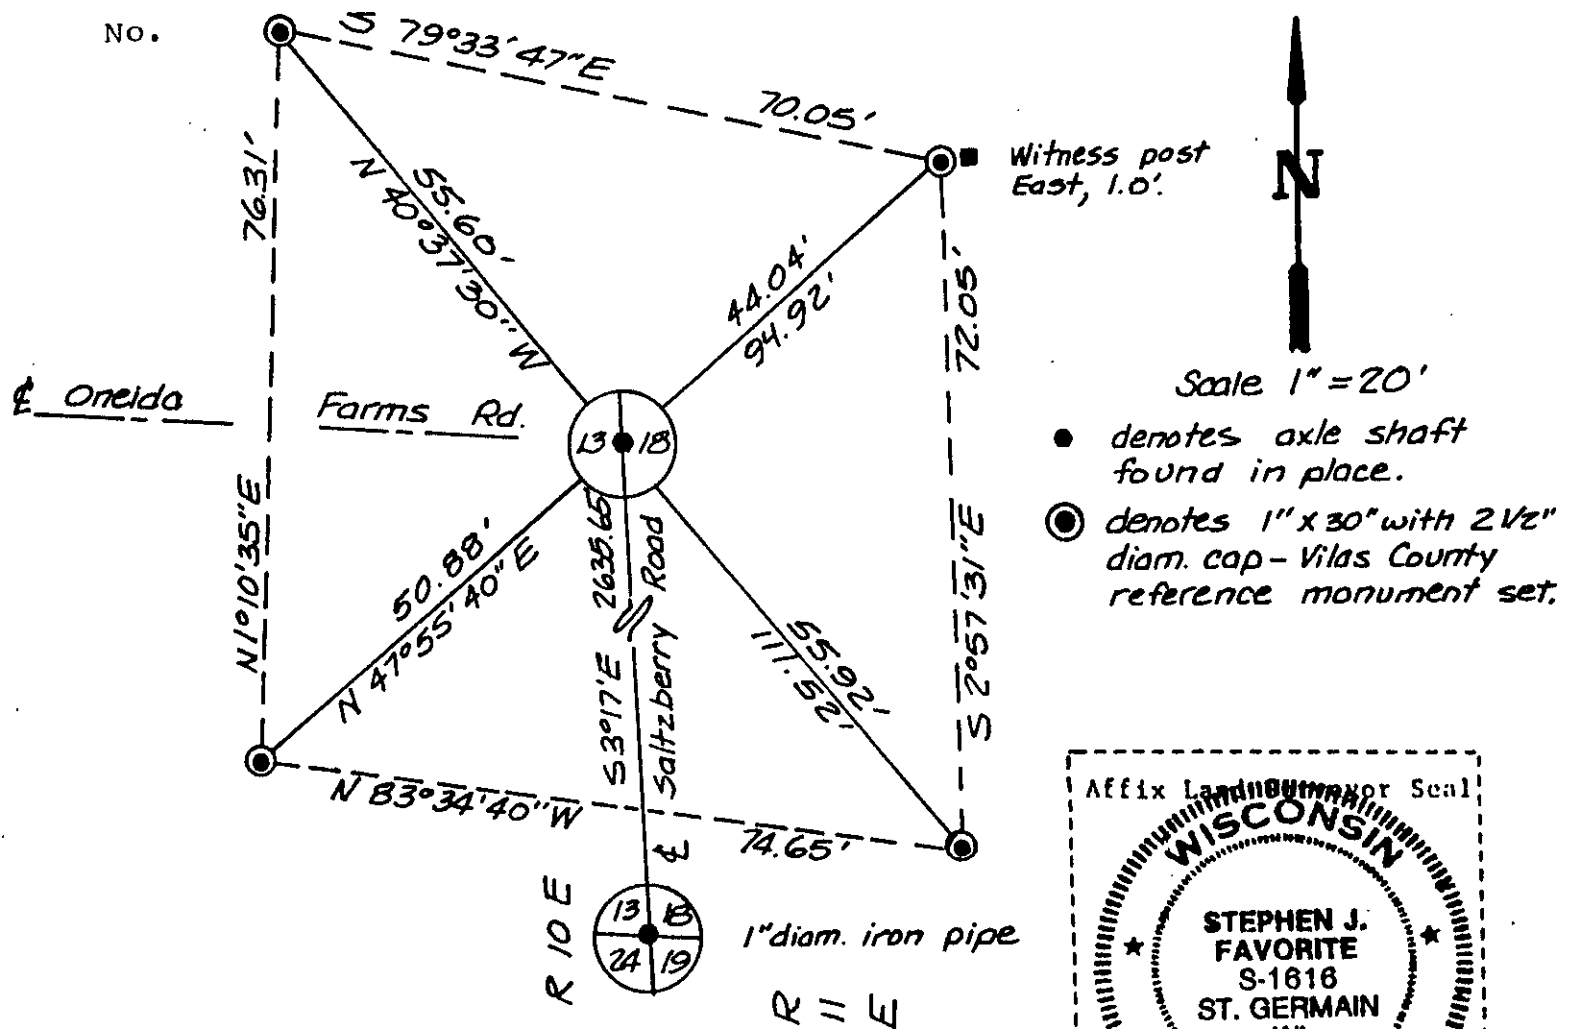 No.
S 79°33'47"E
70.05'
76.31'
N 1°10'35"E
55.60'
N 40°37'30" W
44.04'
94.92'
Witness post
East, 1.0'.
72.05'
S 2°57'31"E
N
Scale 1" = 20'
℄ Oneida Farms Rd.
13 18
denotes axle shaft
found in place.
denotes 1" X 30" with 2 1/2"
diam. cap - Vilas County
reference monument set.
50.88'
N 47°55'40" E
S3°17'E 2635.65
℄ Saltzberry Road
55.92'
111.52'
N 83°34'40" W
74.65'
R 10 E
13 18
24 19
1" diam. iron pipe
R 11 E
Affix Land Surveyor Seal
WISCONSIN
STEPHEN J.
FAVORITE
S-1616
ST. GERMAIN